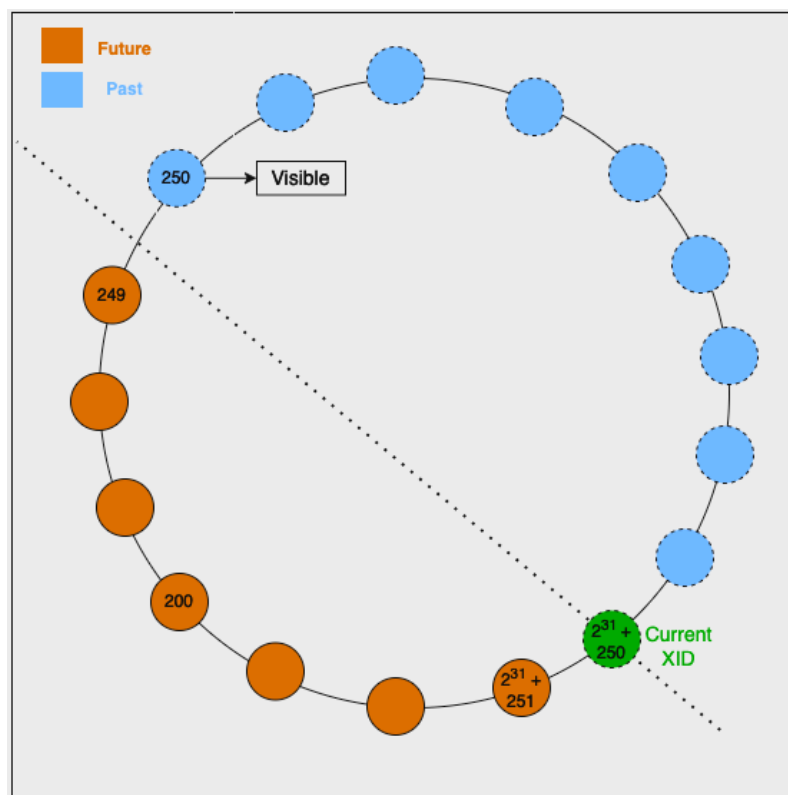 Future
Past
250
Visible
249
200
2³¹ +
250
Current
XID
2³¹ +
251